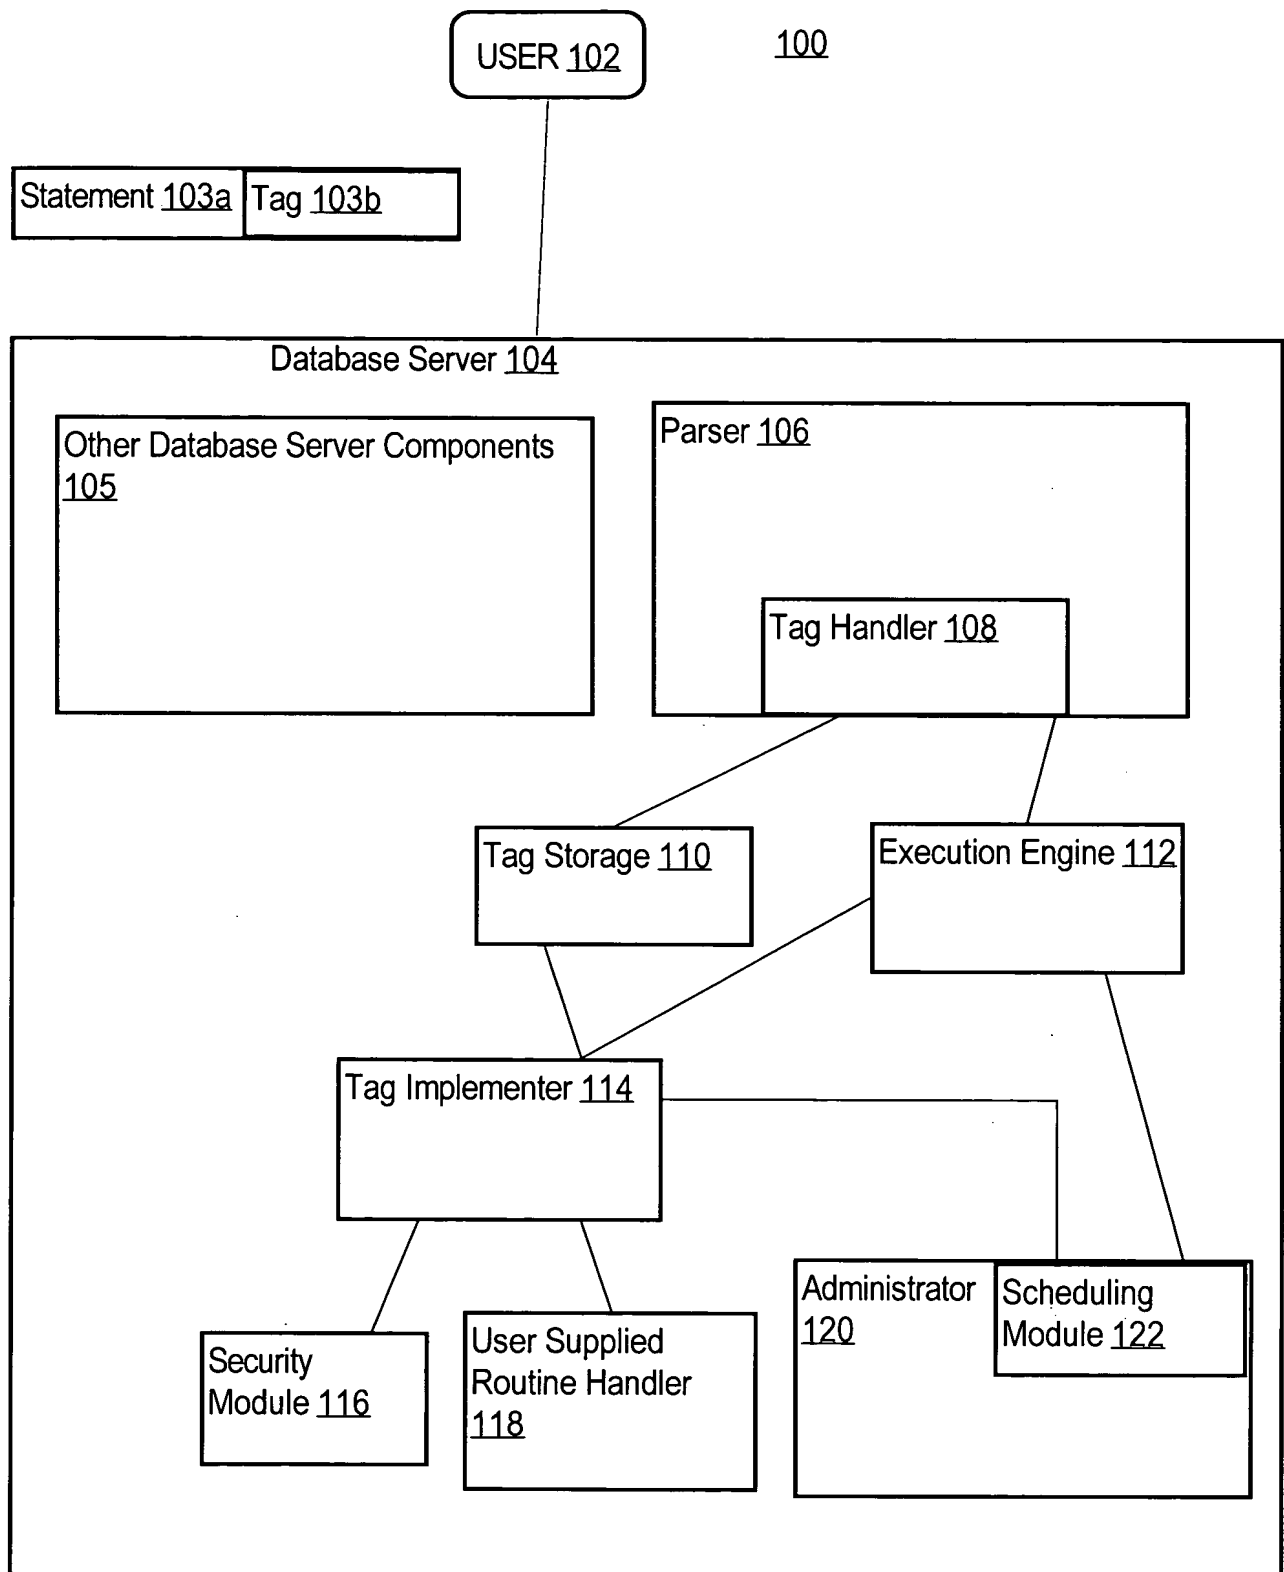 USER 102
100
Statement 103a
Tag 103b
Database Server 104
Other Database Server Components
105
Parser 106
Tag Handler 108
Tag Storage 110
Execution Engine 112
Tag Implementer 114
Security
Module 116
User Supplied
Routine Handler
118
Administrator
120
Scheduling
Module 122